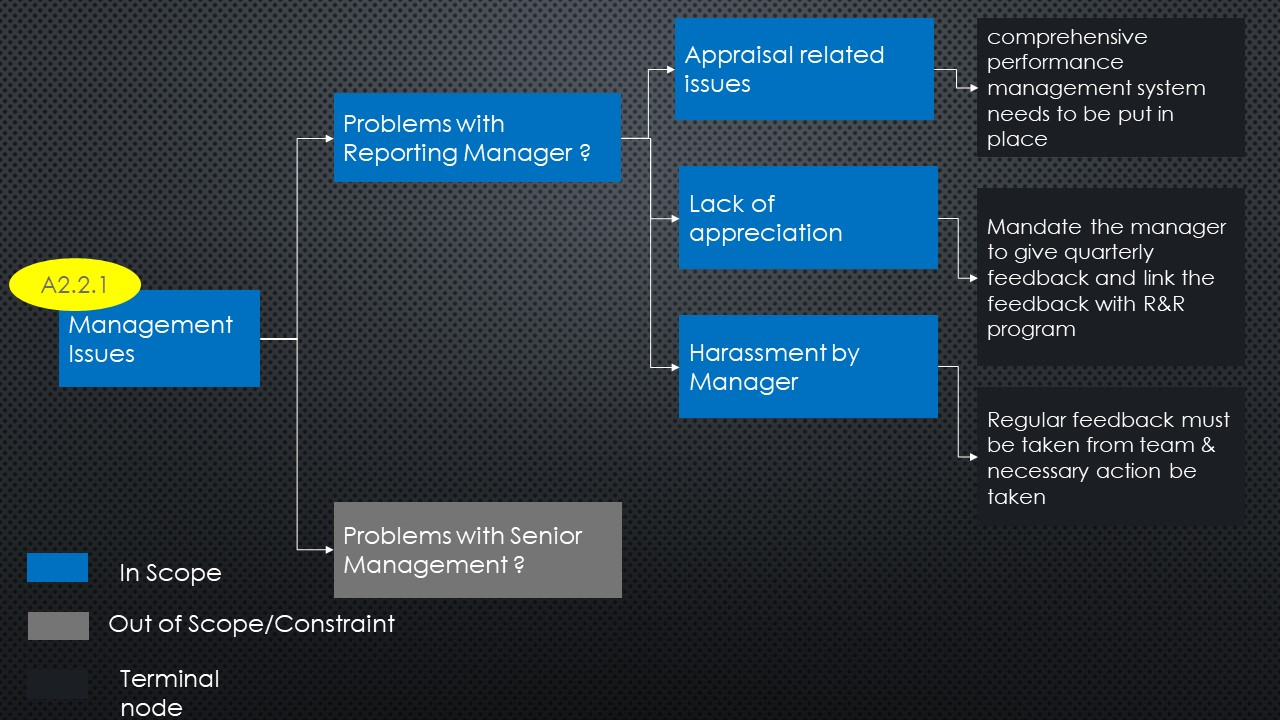 A2.2.1
Management
Issues
Problems with
Reporting Manager ?
Problems with Senior
Management ?
Appraisal related
issues
Lack of
appreciation
Harassment by
Manager
comprehensive
performance
management system
needs to be put in
place
Mandate the manager
to give quarterly
feedback and link the
feedback with R&R
program
Regular feedback must
be taken from team &
necessary action be
taken
In Scope
Out of Scope/Constraint
Terminal
node